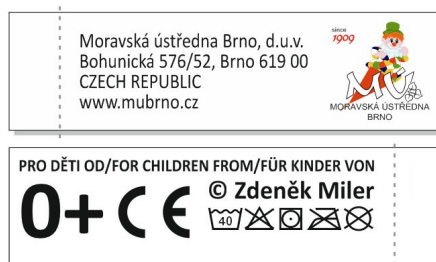 Moravská ústředna Brno, d.u.v.
Bohunická 576/52, Brno 619 00
CZECH REPUBLIC
www.mubrno.cz
since
1909
MÚ
MORAVSKÁ ÚSTŘEDNA
BRNO
PRO DĚTI OD/FOR CHILDREN FROM/FÜR KINDER VON
0+ CE
© Zdeněk Miler
40